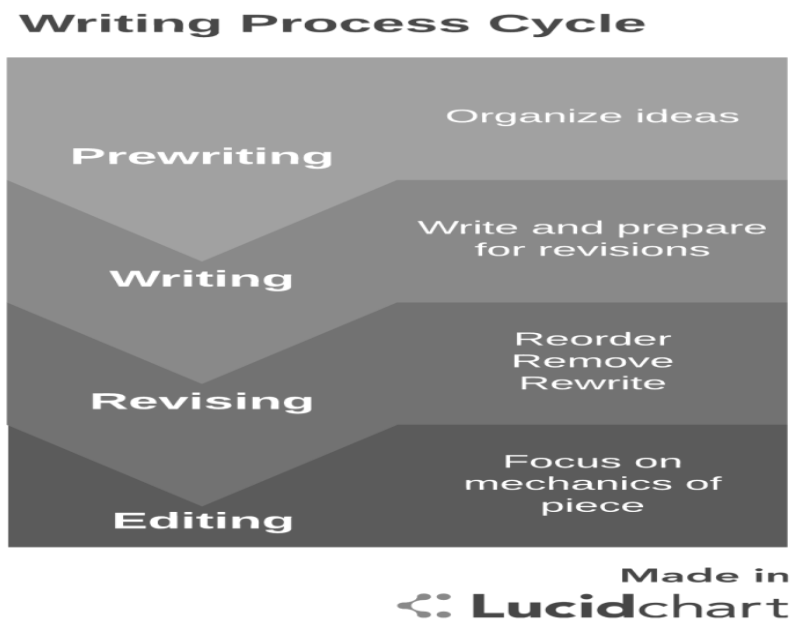 Writing Process Cycle
Prewriting
Organize ideas
Writing
Write and prepare
for revisions
Revising
Reorder
Remove
Rewrite
Editing
Focus on
mechanics of
piece
Made in
Lucidchart